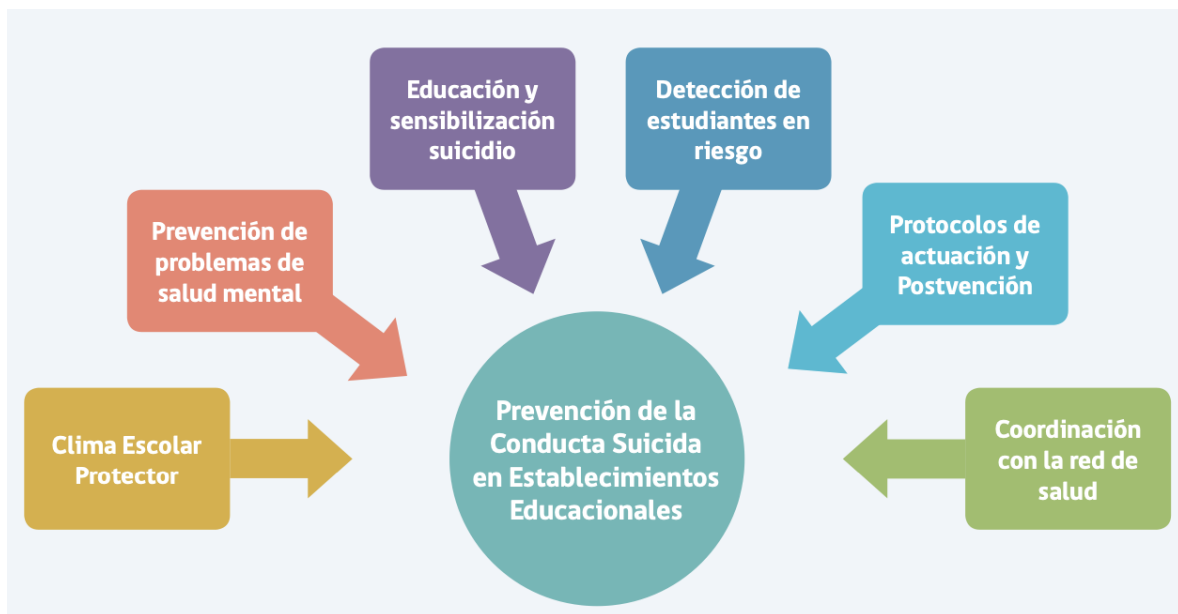 Educación y
sensibilización
suicidio
Detección de
estudiantes en
riesgo
Prevención de
problemas de
salud mental
Protocolos de
actuación y
Postvención
Clima Escolar
Protector
Prevención de la
Conducta Suicida
en Establecimientos
Educacionales
Coordinación
con la red de
salud